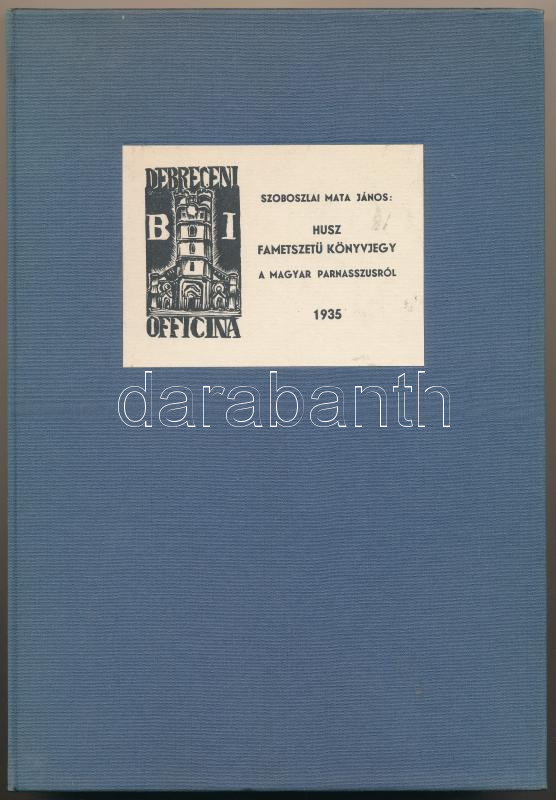 DEBRECENI
B I
OFFICINA
SZOBOSZLAI MATA JÁNOS:
HUSZ
FAMETSZETŰ KÖNYVJEGY
A MAGYAR PARNASSZUSRÓL
1935
darabanth